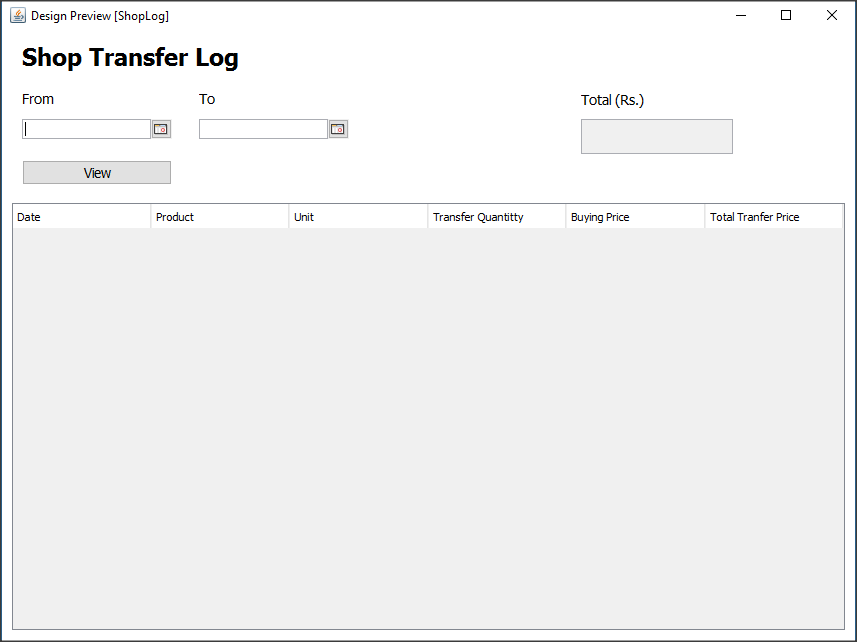 Design Preview [ShopLog]
Shop Transfer Log
From To Total (Rs.)
View
Date Product Unit Transfer Quantitty Buying Price Total Tranfer Price